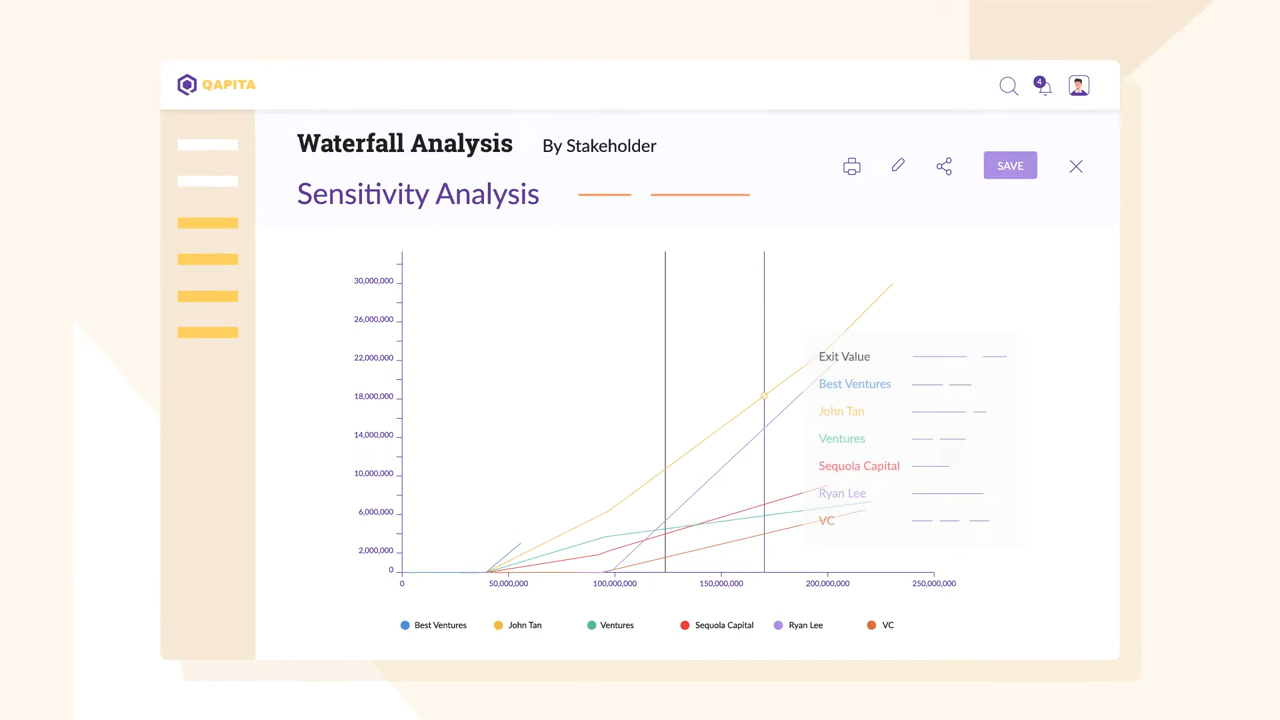 QAPITA
4
Waterfall Analysis By Stakeholder
SAVE
Sensitivity Analysis
30,000,000
26,000,000
22,000,000
18,000,000
14,000,000
10,000,000
6,000,000
2,000,000
0
0 50,000,000 100,000,000 150,000,000 200,000,000 250,000,000
Exit Value
Best Ventures
John Tan
Ventures
Sequola Capital
Ryan Lee
VC
Best Ventures John Tan Ventures Sequola Capital Ryan Lee VC